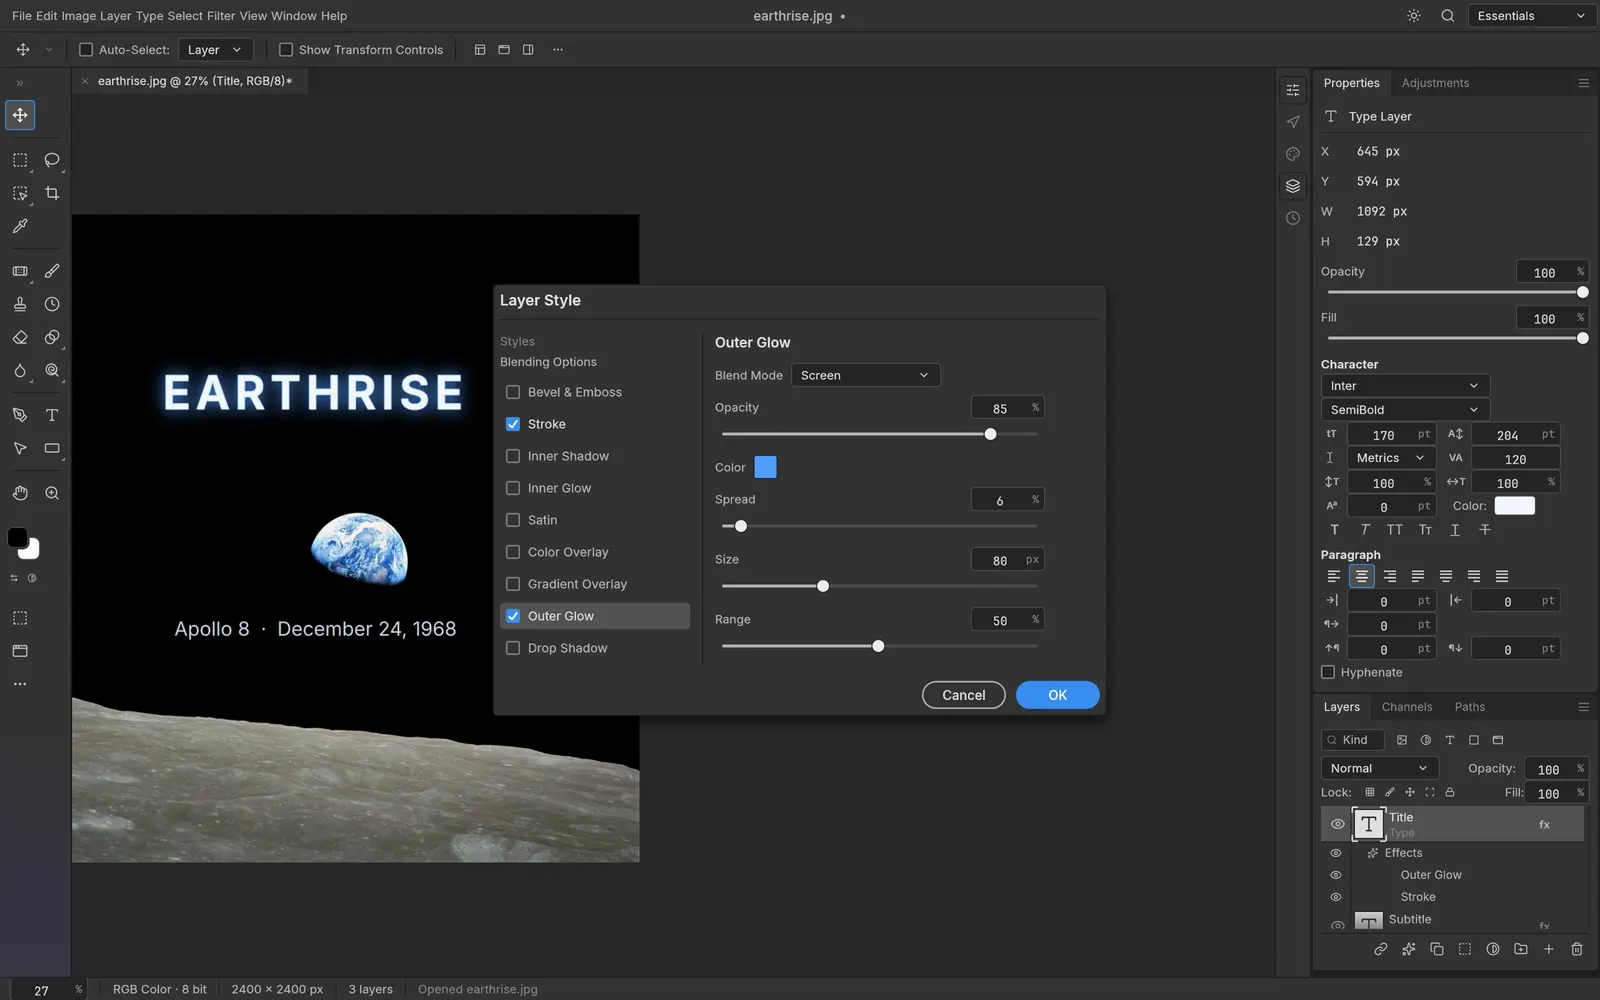 File Edit Image Layer Type Select Filter View Window Help
earthrise.jpg •
Essentials
Auto-Select:
Layer
Show Transform Controls
earthrise.jpg @ 27% (Title, RGB/8)*
EARTHRISE
Apollo 8 · December 24, 1968
Layer Style
Styles
Blending Options
Bevel & Emboss
Stroke
Inner Shadow
Inner Glow
Satin
Color Overlay
Gradient Overlay
Outer Glow
Drop Shadow
Outer Glow
Blend Mode Screen
Opacity 85 %
Color
Spread 6 %
Size 80 px
Range 50 %
Cancel OK
Properties Adjustments
Type Layer
X 645 px
Y 594 px
W 1092 px
H 129 px
Opacity 100 %
Fill 100 %
Character
Inter
SemiBold
tT 170 pt A 204 pt
Metrics VA 120
T 100 % T 100 %
Aª 0 pt Color:
T T TT Tт T T
Paragraph
0 pt 0 pt
0 pt
0 pt 0 pt
Hyphenate
Layers Channels Paths
Kind
Normal Opacity: 100 %
Lock: Fill: 100 %
Title
Type
fx
Effects
Outer Glow
Stroke
Subtitle
fx
27 % RGB Color · 8 bit 2400 × 2400 px 3 layers Opened earthrise.jpg